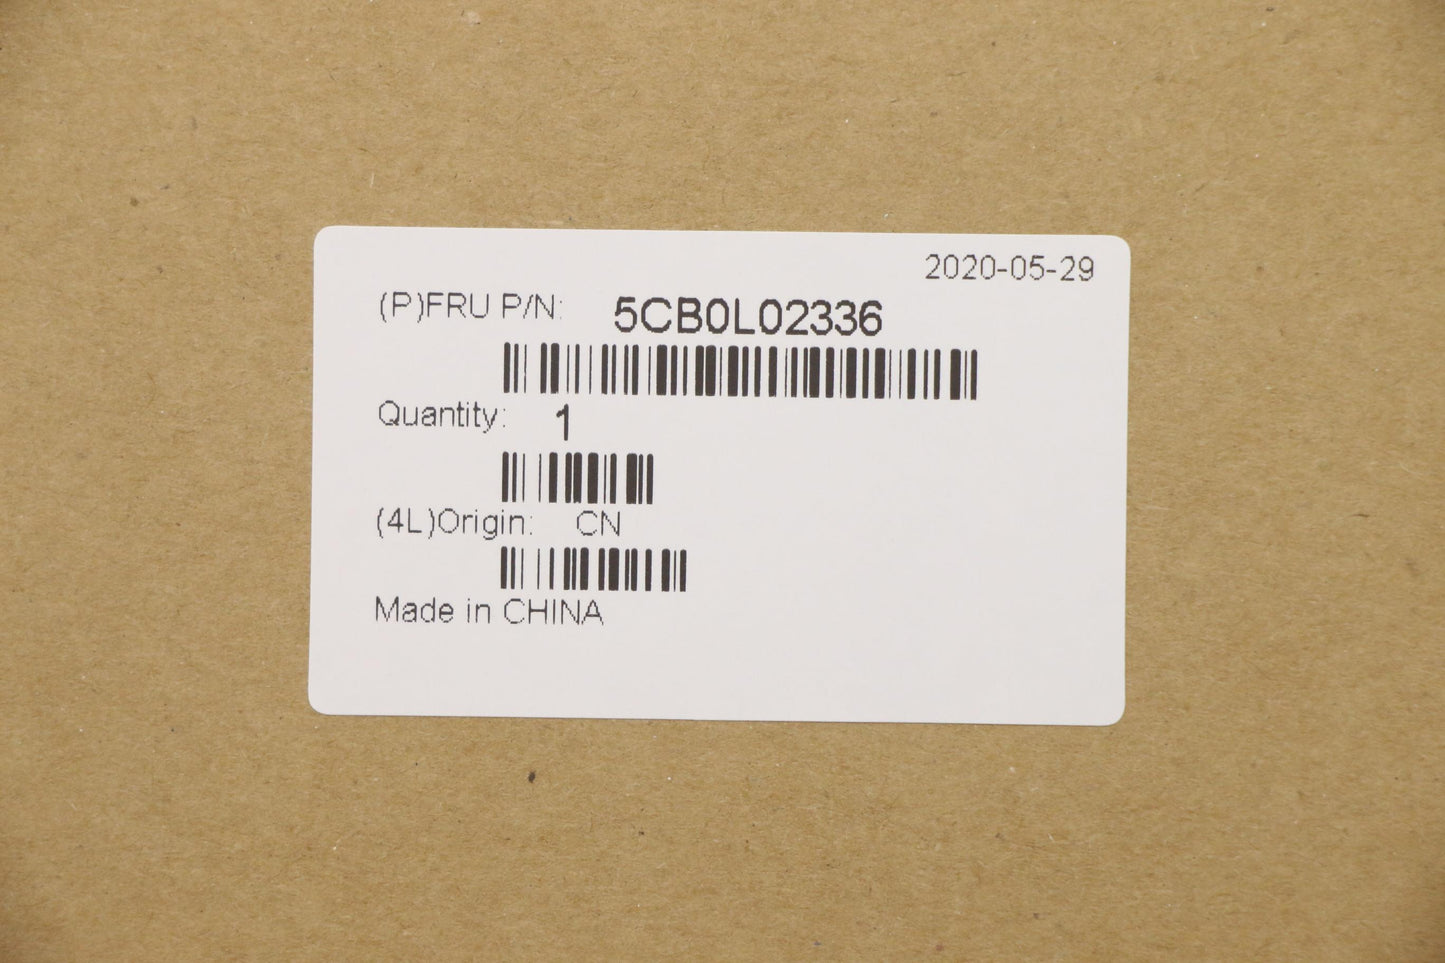 2020-05-29
(P)FRU P/N: 5CB0L02336
Quantity: 1
(4L)Origin: CN
Made in CHINA